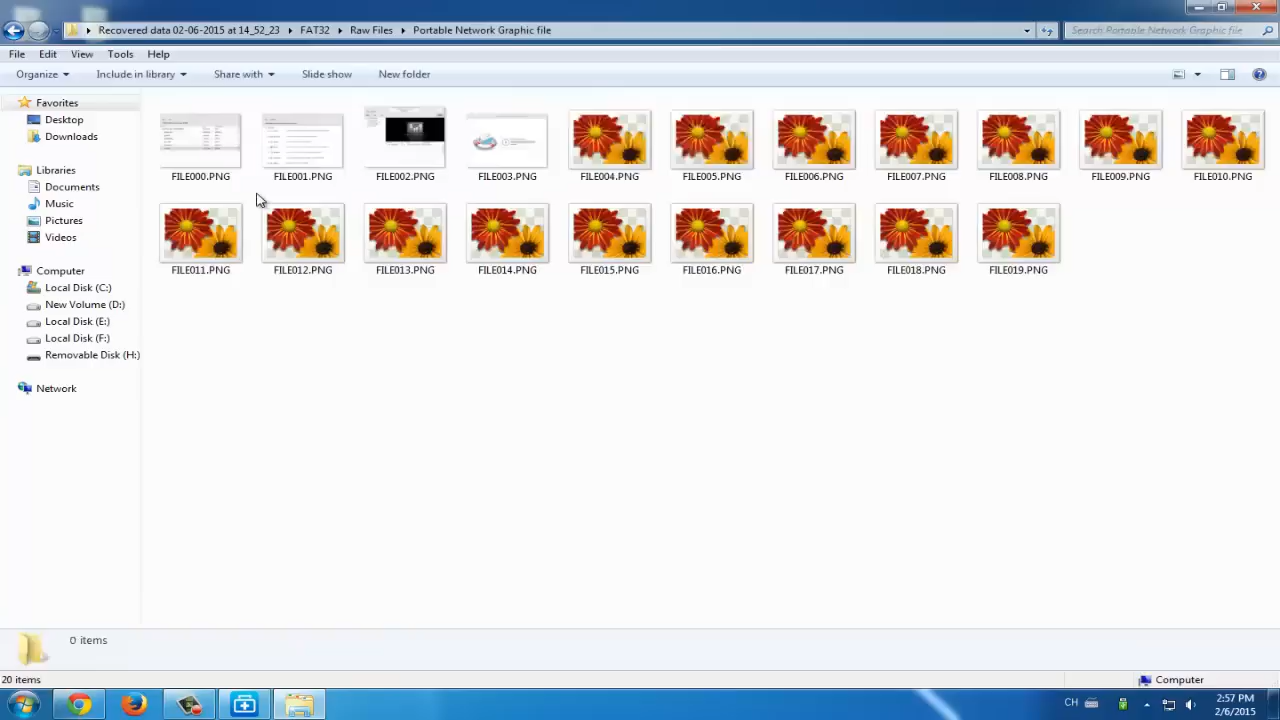 Recovered data 02-06-2015 at 14_52_23 FAT32 Raw Files Portable Network Graphic file Search Portable Network Graphic file
File Edit View Tools Help
Organize Include in library Share with Slide show New folder
Favorites
Desktop
Downloads
Libraries
Documents
Music
Pictures
Videos
Computer
Local Disk (C:)
New Volume (D:)
Local Disk (E:)
Local Disk (F:)
Removable Disk (H:)
Network
FILE000.PNG FILE001.PNG FILE002.PNG FILE003.PNG FILE004.PNG FILE005.PNG FILE006.PNG FILE007.PNG FILE008.PNG FILE009.PNG FILE010.PNG
FILE011.PNG FILE012.PNG FILE013.PNG FILE014.PNG FILE015.PNG FILE016.PNG FILE017.PNG FILE018.PNG FILE019.PNG
0 items
20 items Computer
CH 2:57 PM
2/6/2015